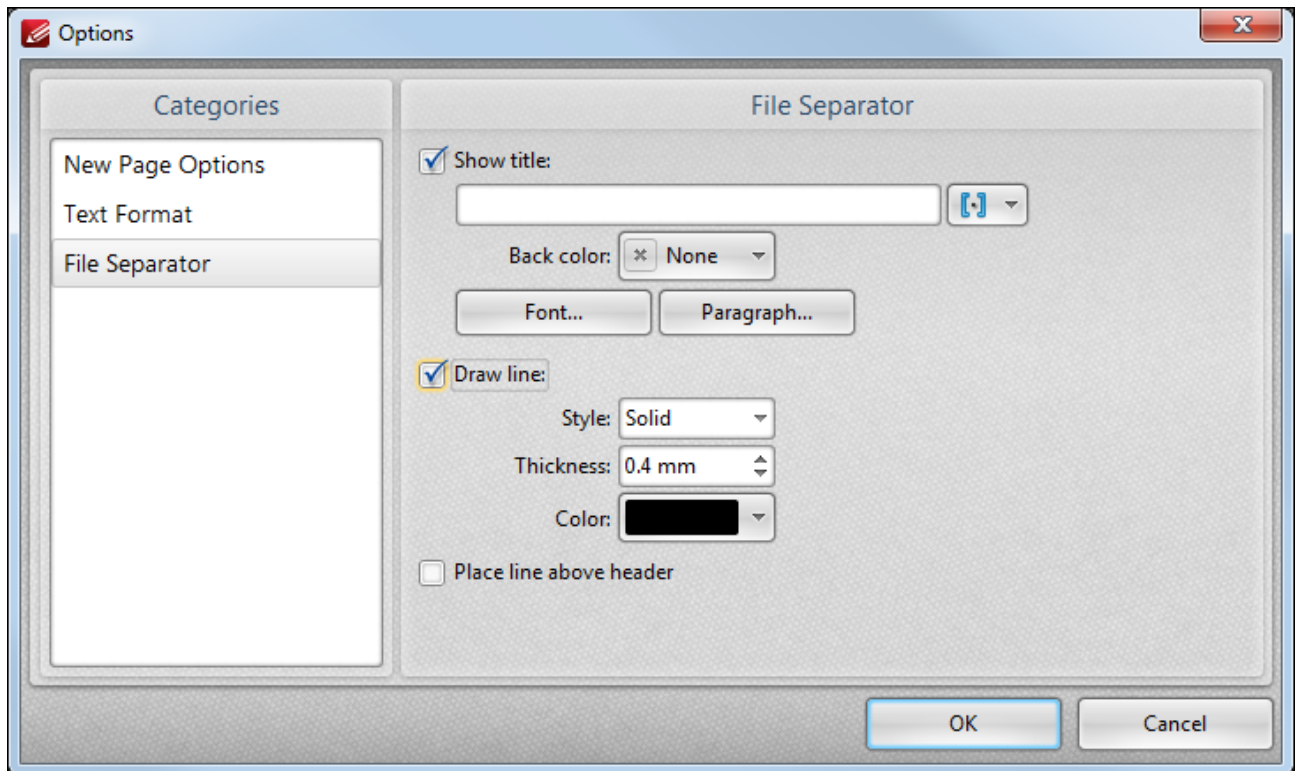 Options
Categories
File Separator
New Page Options
Text Format
File Separator
Show title:
Back color: None
Font... Paragraph...
Draw line:
Style: Solid
Thickness: 0.4 mm
Color:
Place line above header
OK Cancel